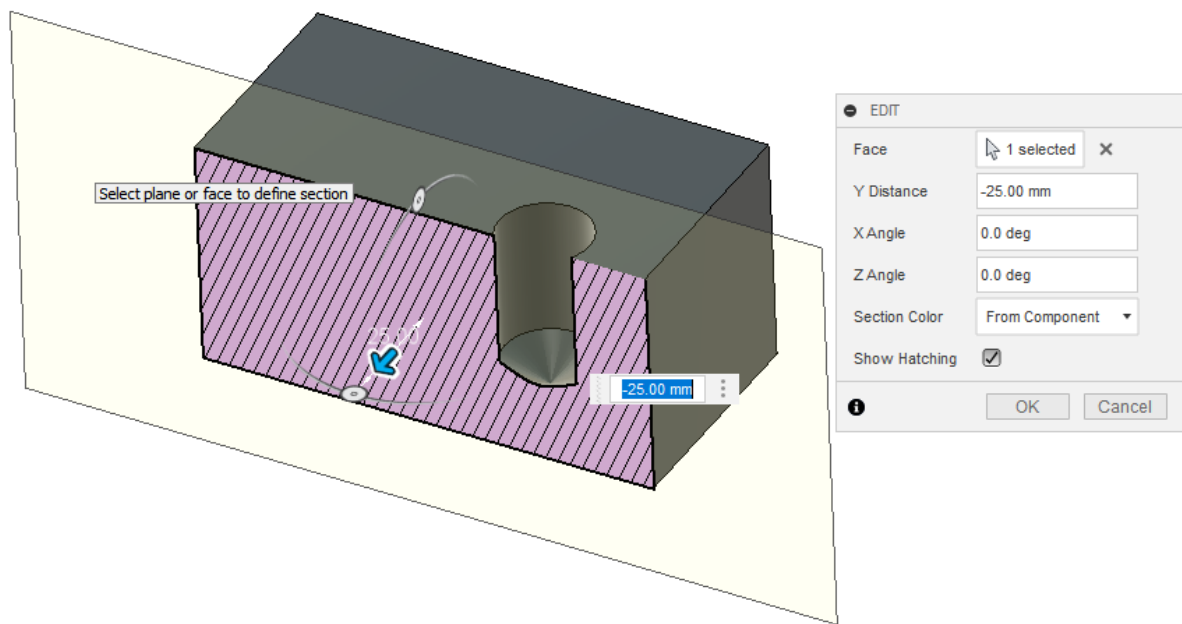 Select plane or face to define section
25.00
-25.00 mm
EDIT
Face
1 selected
Y Distance
-25.00 mm
X Angle
0.0 deg
Z Angle
0.0 deg
Section Color
From Component
Show Hatching
OK
Cancel